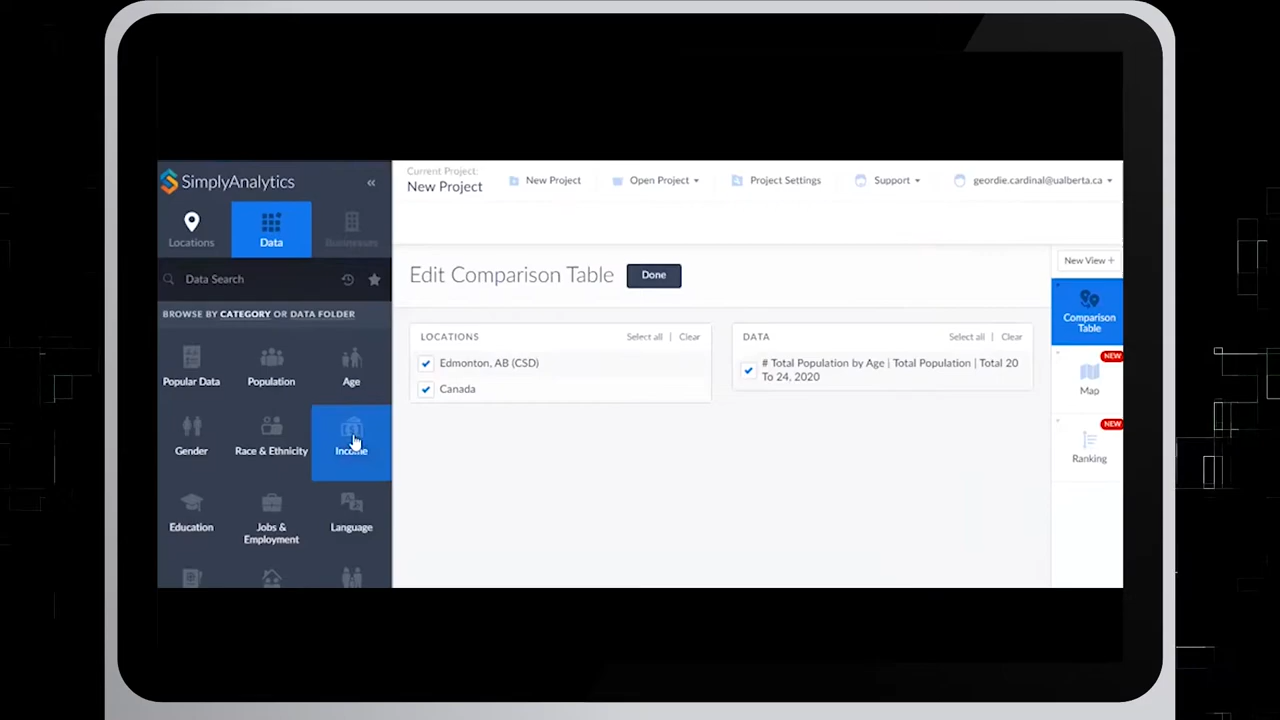 SimplyAnalytics
«
Current Project:
New Project
New Project
Open Project
Project Settings
Support
geordie.cardinal@ualberta.ca
Locations
Data
Businesses
Data Search
BROWSE BY CATEGORY OR DATA FOLDER
Popular Data
Population
Age
Gender
Race & Ethnicity
Income
Education
Jobs &
Employment
Language
Edit Comparison Table
Done
LOCATIONS
Select all | Clear
Edmonton, AB (CSD)
Canada
DATA
Select all | Clear
# Total Population by Age | Total Population | Total 20
To 24, 2020
New View +
Comparison
Table
NEW
Map
NEW
Ranking